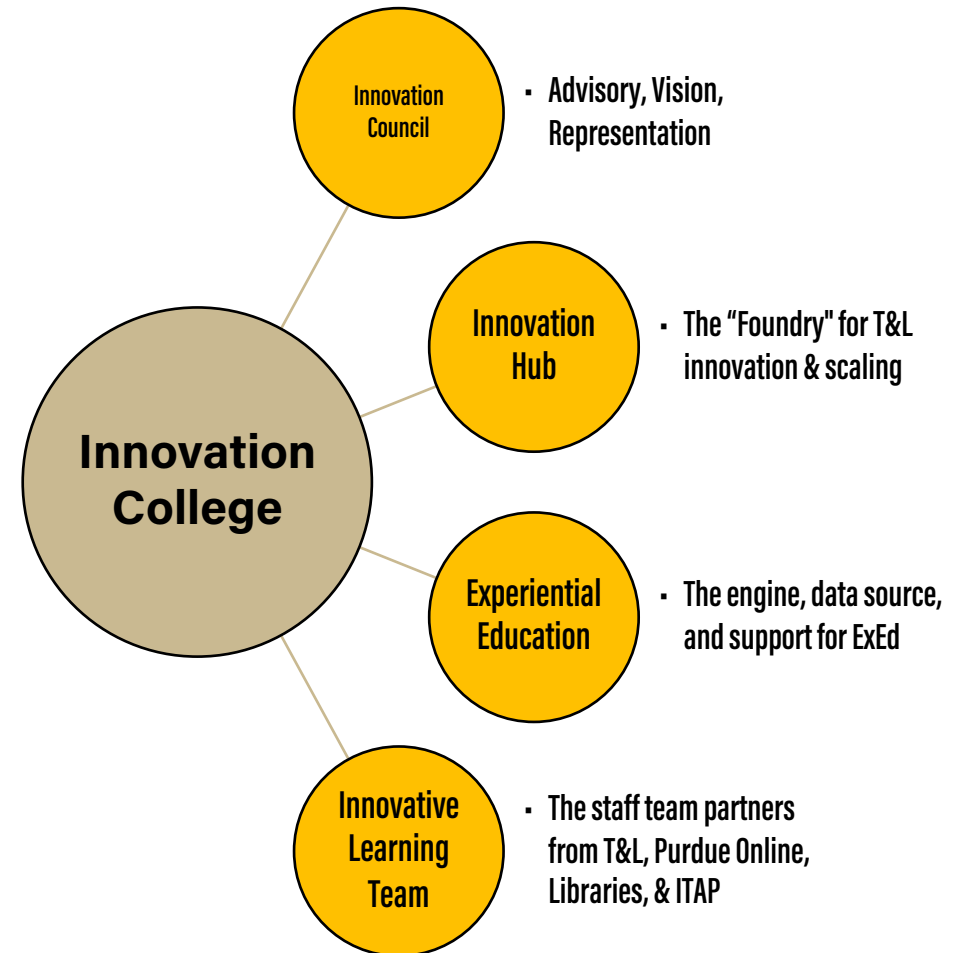 Innovation
Council
▪ Advisory, Vision,
Representation
Innovation
Hub
▪ The “Foundry" for T&L
innovation & scaling
Innovation
College
Experiential
Education
▪ The engine, data source,
and support for ExEd
Innovative
Learning
Team
▪ The staff team partners
from T&L, Purdue Online,
Libraries, & ITAP